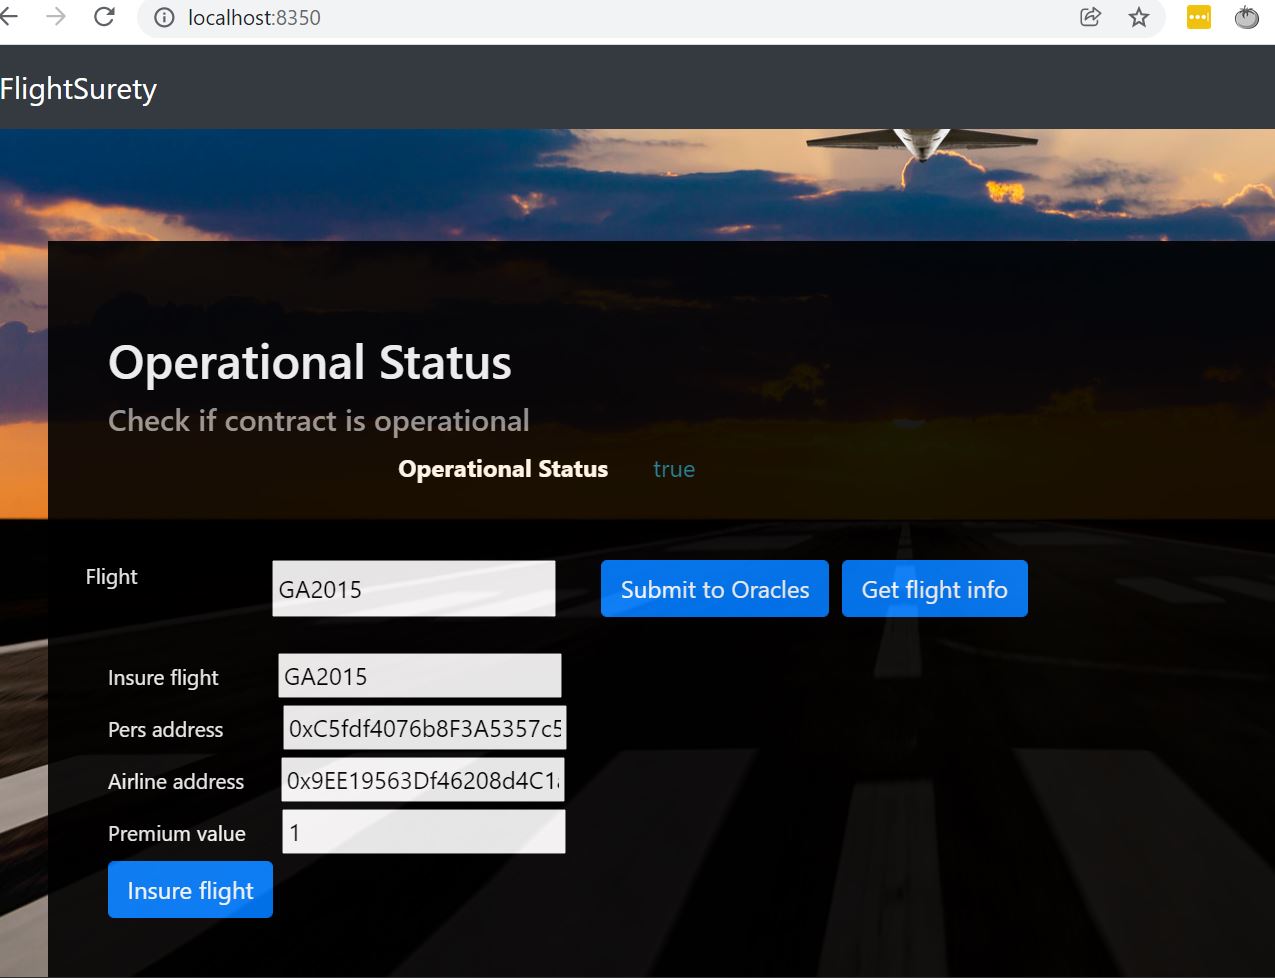 localhost:8350
FlightSurety
Operational Status
Check if contract is operational
Operational Status true
Flight GA2015 Submit to Oracles Get flight info
Insure flight GA2015
Pers address 0xC5fdf4076b8F3A5357c5
Airline address 0x9EE19563Df46208d4C1
Premium value 1
Insure flight